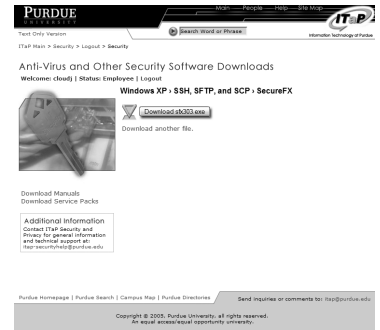 PURDUE
UNIVERSITY
Main People Help Site Map
ITaP
Information Technology at Purdue
Text Only Version
Search Word or Phrase
ITaP Main > Security > Logout > Security
Anti-Virus and Other Security Software Downloads
Welcome: cloudj | Status: Employee | Logout
Windows XP › SSH, SFTP, and SCP › SecureFX
Download sfx303.exe
Download another file.
Download Manuals
Download Service Packs
Additional Information
Contact ITaP Security and
Privacy for general information
and technical support at:
itap-securityhelp@purdue.edu
Purdue Homepage | Purdue Search | Campus Map | Purdue Directories
Send inquiries or comments to: itap@purdue.edu
Copyright © 2005, Purdue University, all rights reserved.
An equal access/equal opportunity university.